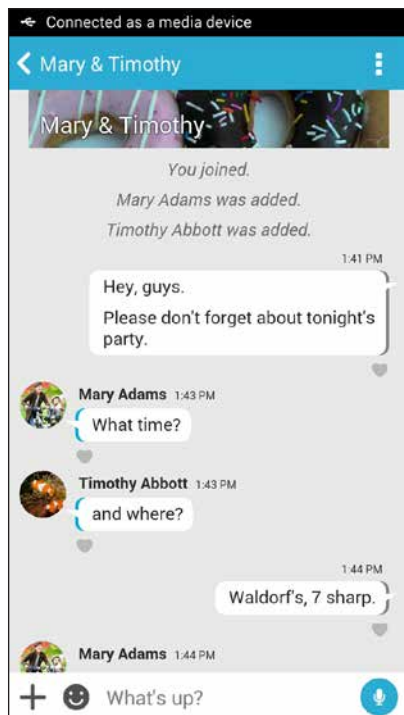 Connected as a media device
Mary & Timothy
Mary & Timothy
You joined.
Mary Adams was added.
Timothy Abbott was added.
1:41 PM
Hey, guys.
Please don't forget about tonight's
party.
Mary Adams 1:43 PM
What time?
Timothy Abbott 1:43 PM
and where?
1:44 PM
Waldorf's, 7 sharp.
Mary Adams 1:44 PM
What's up?